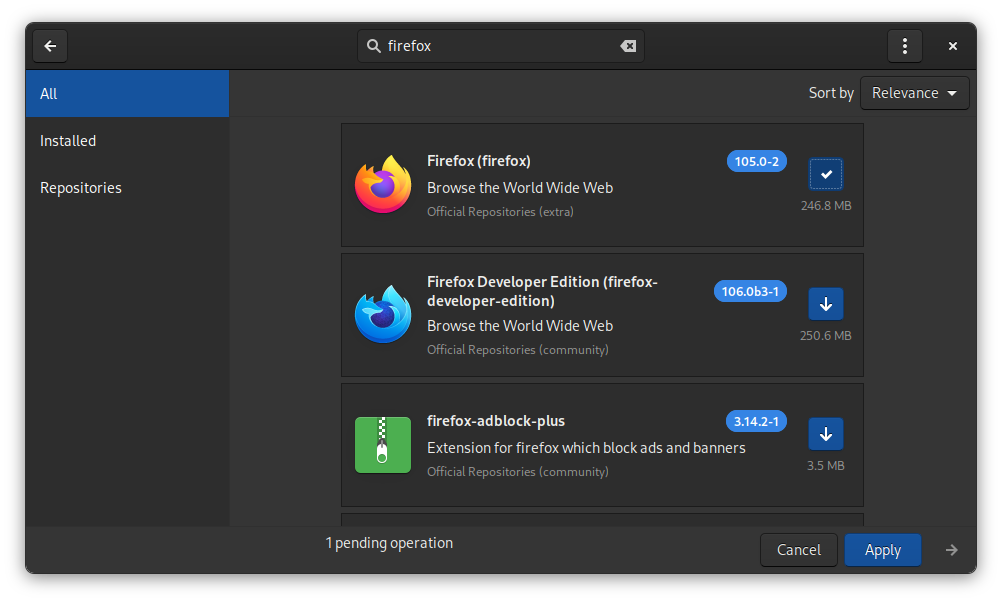 firefox
All
Installed
Repositories
Sort by Relevance
Firefox (firefox)
105.0-2
Browse the World Wide Web
Official Repositories (extra)
246.8 MB
Firefox Developer Edition (firefox-
developer-edition)
106.0b3-1
Browse the World Wide Web
Official Repositories (community)
250.6 MB
firefox-adblock-plus
3.14.2-1
Extension for firefox which block ads and banners
Official Repositories (community)
3.5 MB
1 pending operation
Cancel
Apply